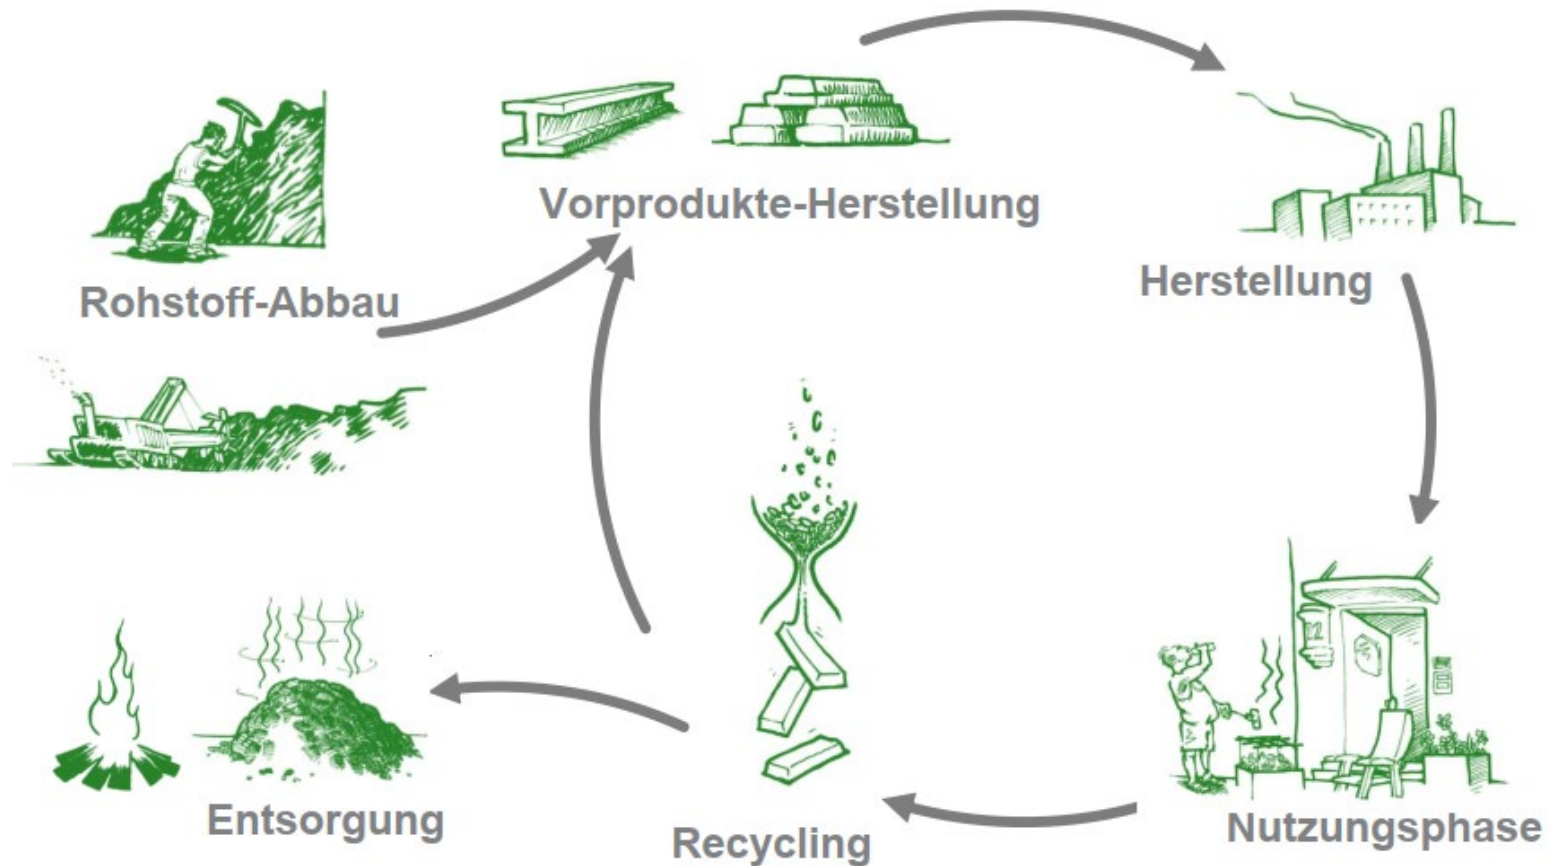 Vorprodukte-Herstellung
Rohstoff-Abbau
Herstellung
Entsorgung
Recycling
Nutzungsphase